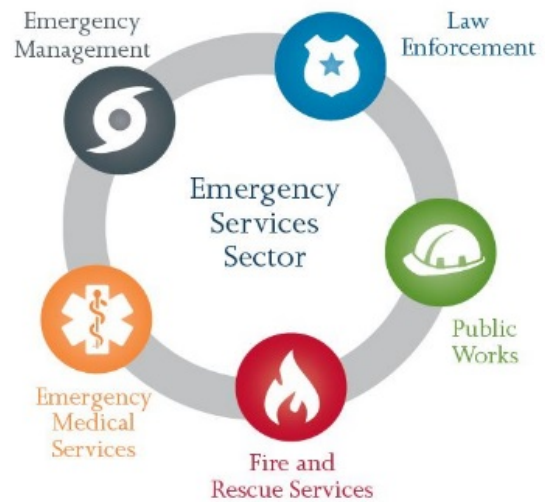 Emergency
Management
Law
Enforcement
Emergency
Services
Sector
Public
Works
Emergency
Medical
Services
Fire and
Rescue Services